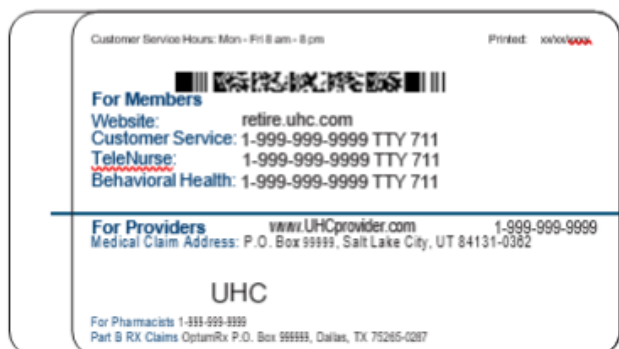 Customer Service Hours: Mon - Fri 8 am - 8 pm Printed: xx/xx/xxxx
For Members
Website: retire.uhc.com
Customer Service: 1-999-999-9999 TTY 711
TeleNurse: 1-999-999-9999 TTY 711
Behavioral Health: 1-999-999-9999 TTY 711
For Providers www.UHCprovider.com 1-999-999-9999
Medical Claim Address: P.O. Box 99999, Salt Lake City, UT 84131-0362
UHC
For Pharmacists 1-999-999-9999
Part B RX Claims OptumRx P.O. Box 999999, Dallas, TX 75265-0287